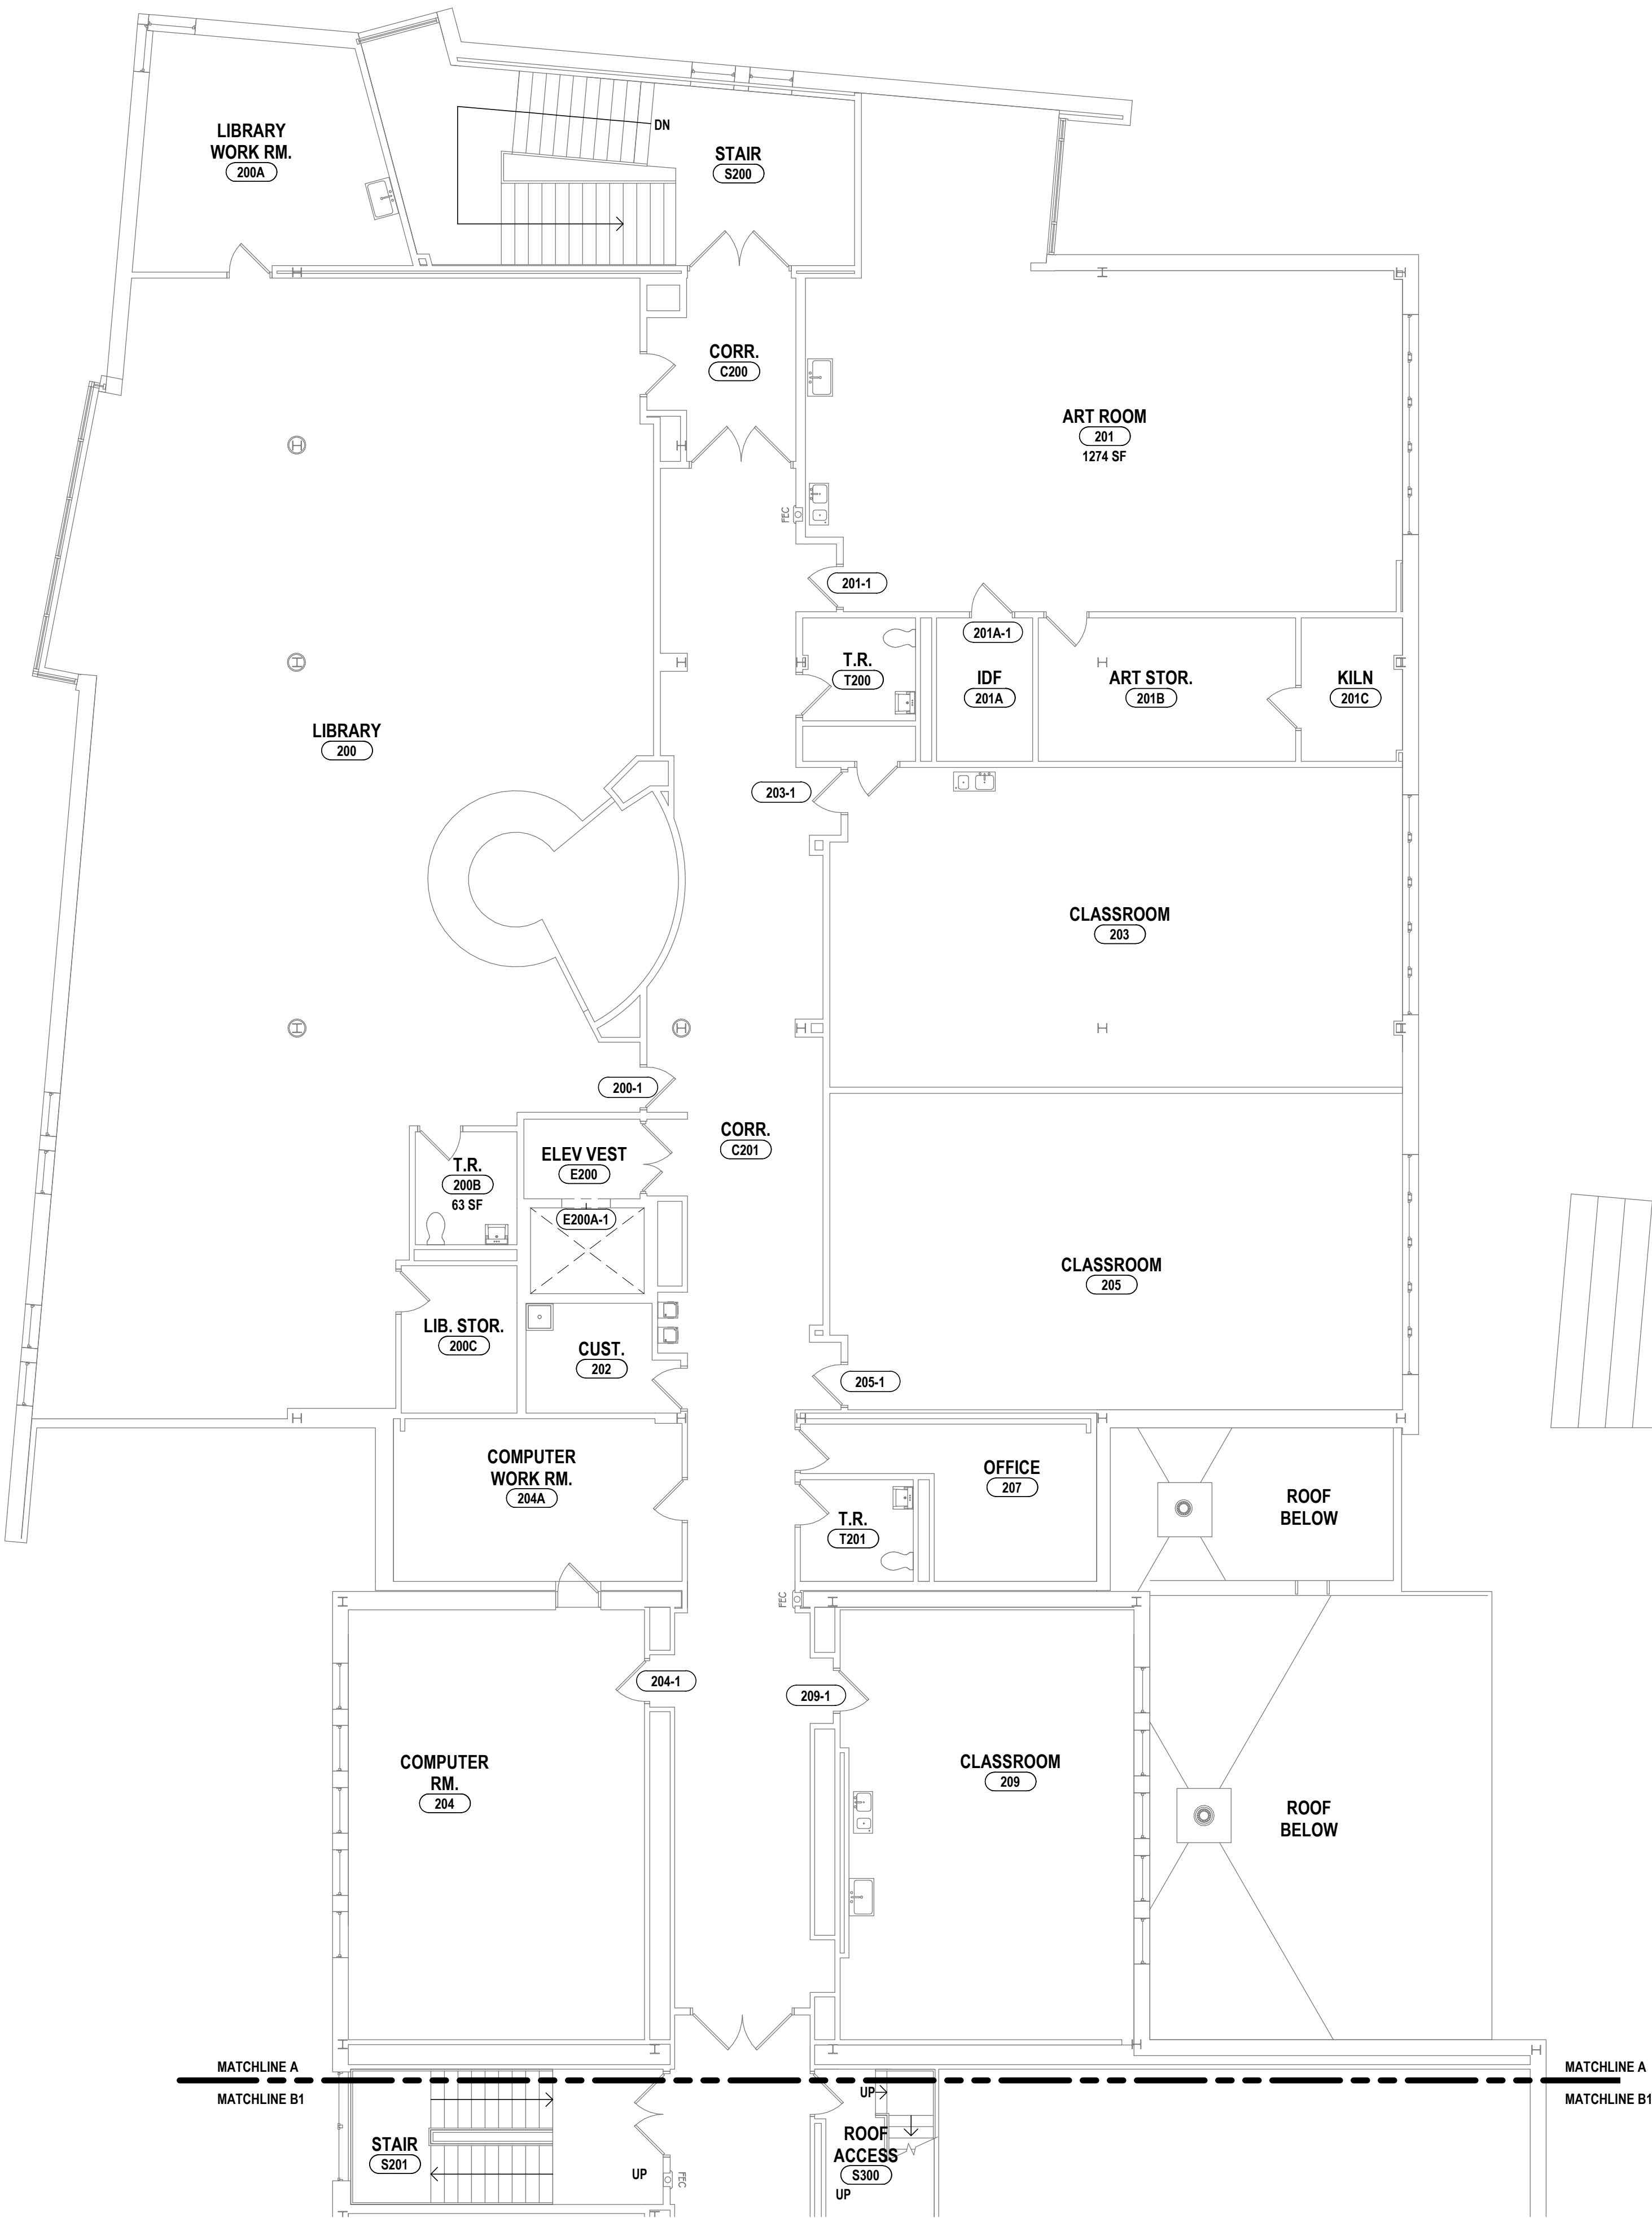 LIBRARY
WORK RM.
200A
DN
STAIR
S200
CORR.
C200
ART ROOM
201
1274 SF
FEC
201-1
201A-1
T.R.
T200
IDF
201A
ART STOR.
201B
KILN
201C
LIBRARY
200
203-1
CLASSROOM
203
200-1
CORR.
C201
ELEV VEST
E200
T.R.
200B
63 SF
E200A-1
CLASSROOM
205
LIB. STOR.
200C
CUST.
202
205-1
COMPUTER
WORK RM.
204A
OFFICE
207
T.R.
T201
ROOF
BELOW
FEC
204-1
209-1
COMPUTER
RM.
204
CLASSROOM
209
ROOF
BELOW
MATCHLINE A
MATCHLINE A
MATCHLINE B1
MATCHLINE B1
UP
STAIR
S201
UP
FEC
ROOF
ACCESS
S300
UP